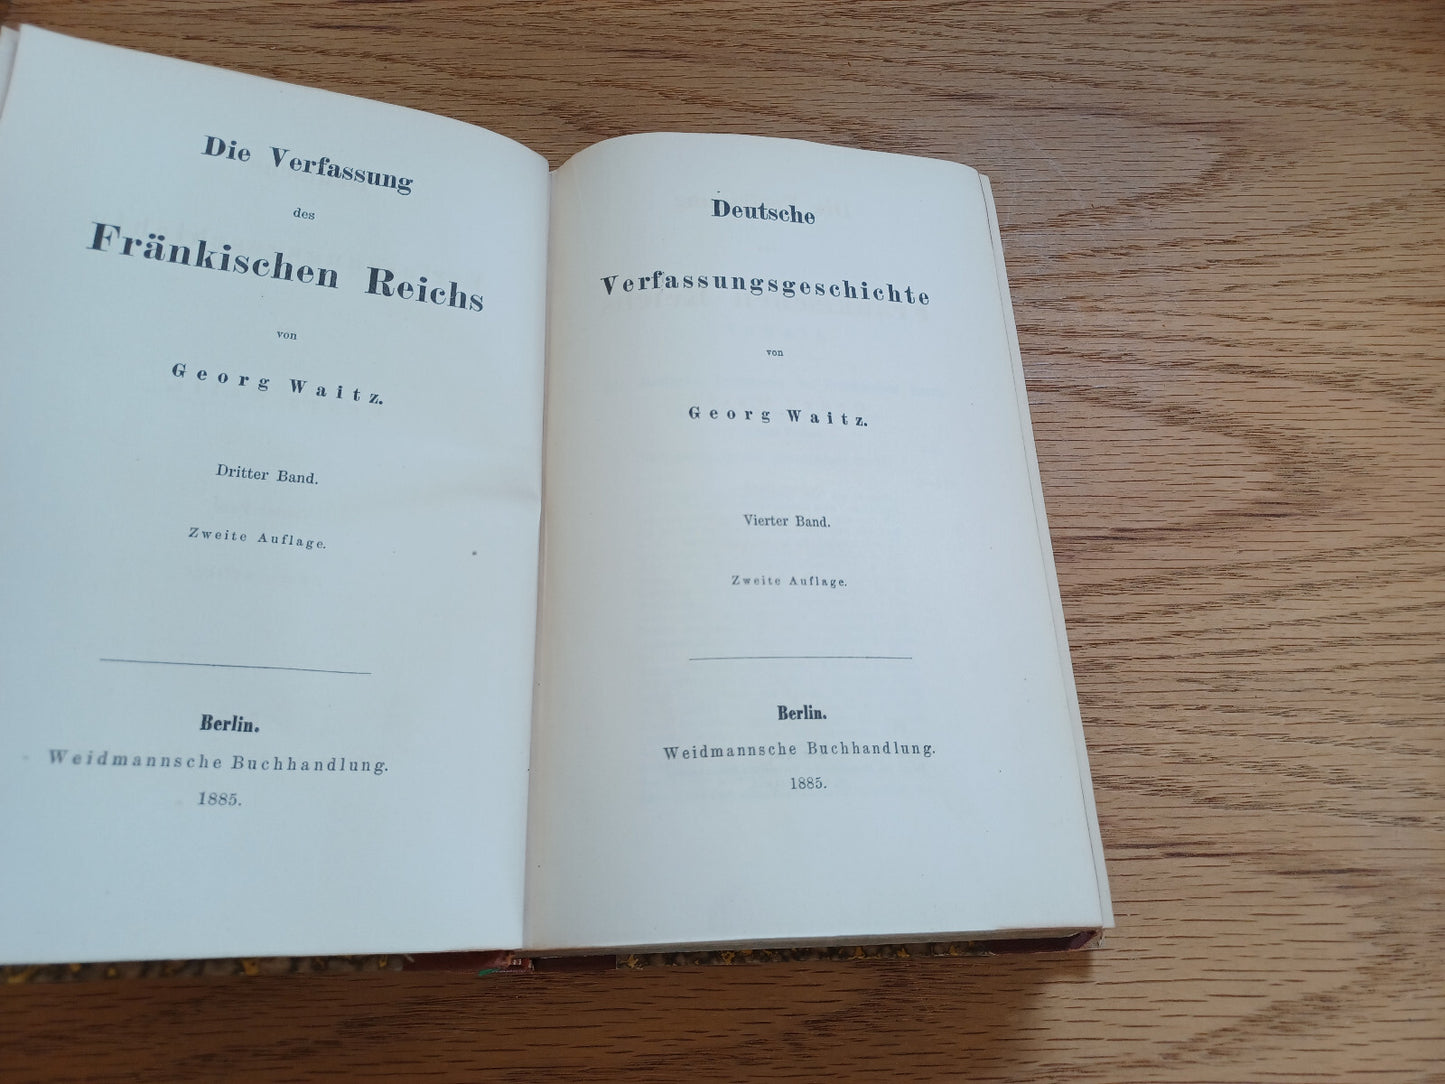 Die Verfassung
des
Fränkischen Reichs
von
Georg Waitz.
Dritter Band.
Zweite Auflage.
Berlin.
Weidmannsche Buchhandlung.
1885.
Deutsche
Verfassungsgeschichte
von
Georg Waitz.
Vierter Band.
Zweite Auflage.
Berlin.
Weidmannsche Buchhandlung.
1885.